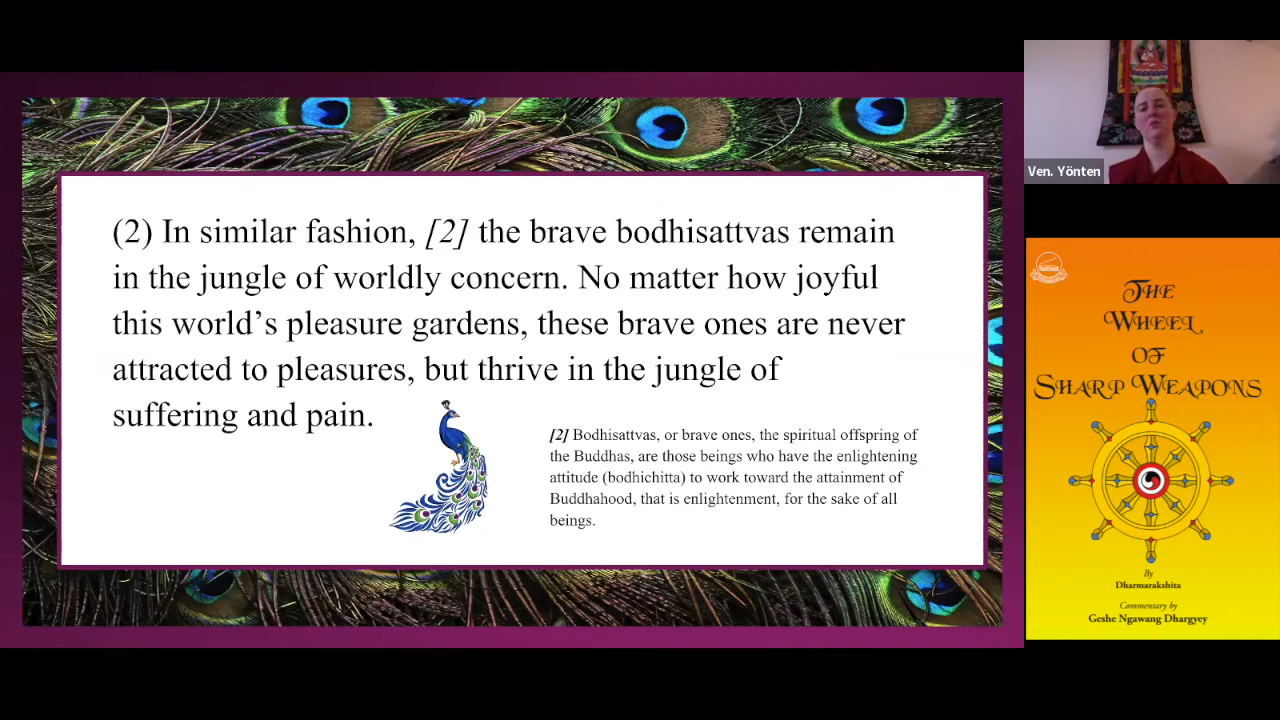 (2) In similar fashion, [2] the brave bodhisattvas remain
in the jungle of worldly concern. No matter how joyful
this world’s pleasure gardens, these brave ones are never
attracted to pleasures, but thrive in the jungle of
suffering and pain.
[2] Bodhisattvas, or brave ones, the spiritual offspring of
the Buddhas, are those beings who have the enlightening
attitude (bodhichitta) to work toward the attainment of
Buddhahood, that is enlightenment, for the sake of all
beings.
Ven. Yönten
THE
WHEEL
OF
SHARP WEAPONS
By
Dharmarakshita
Commentary by
Geshe Ngawang Dhargyey